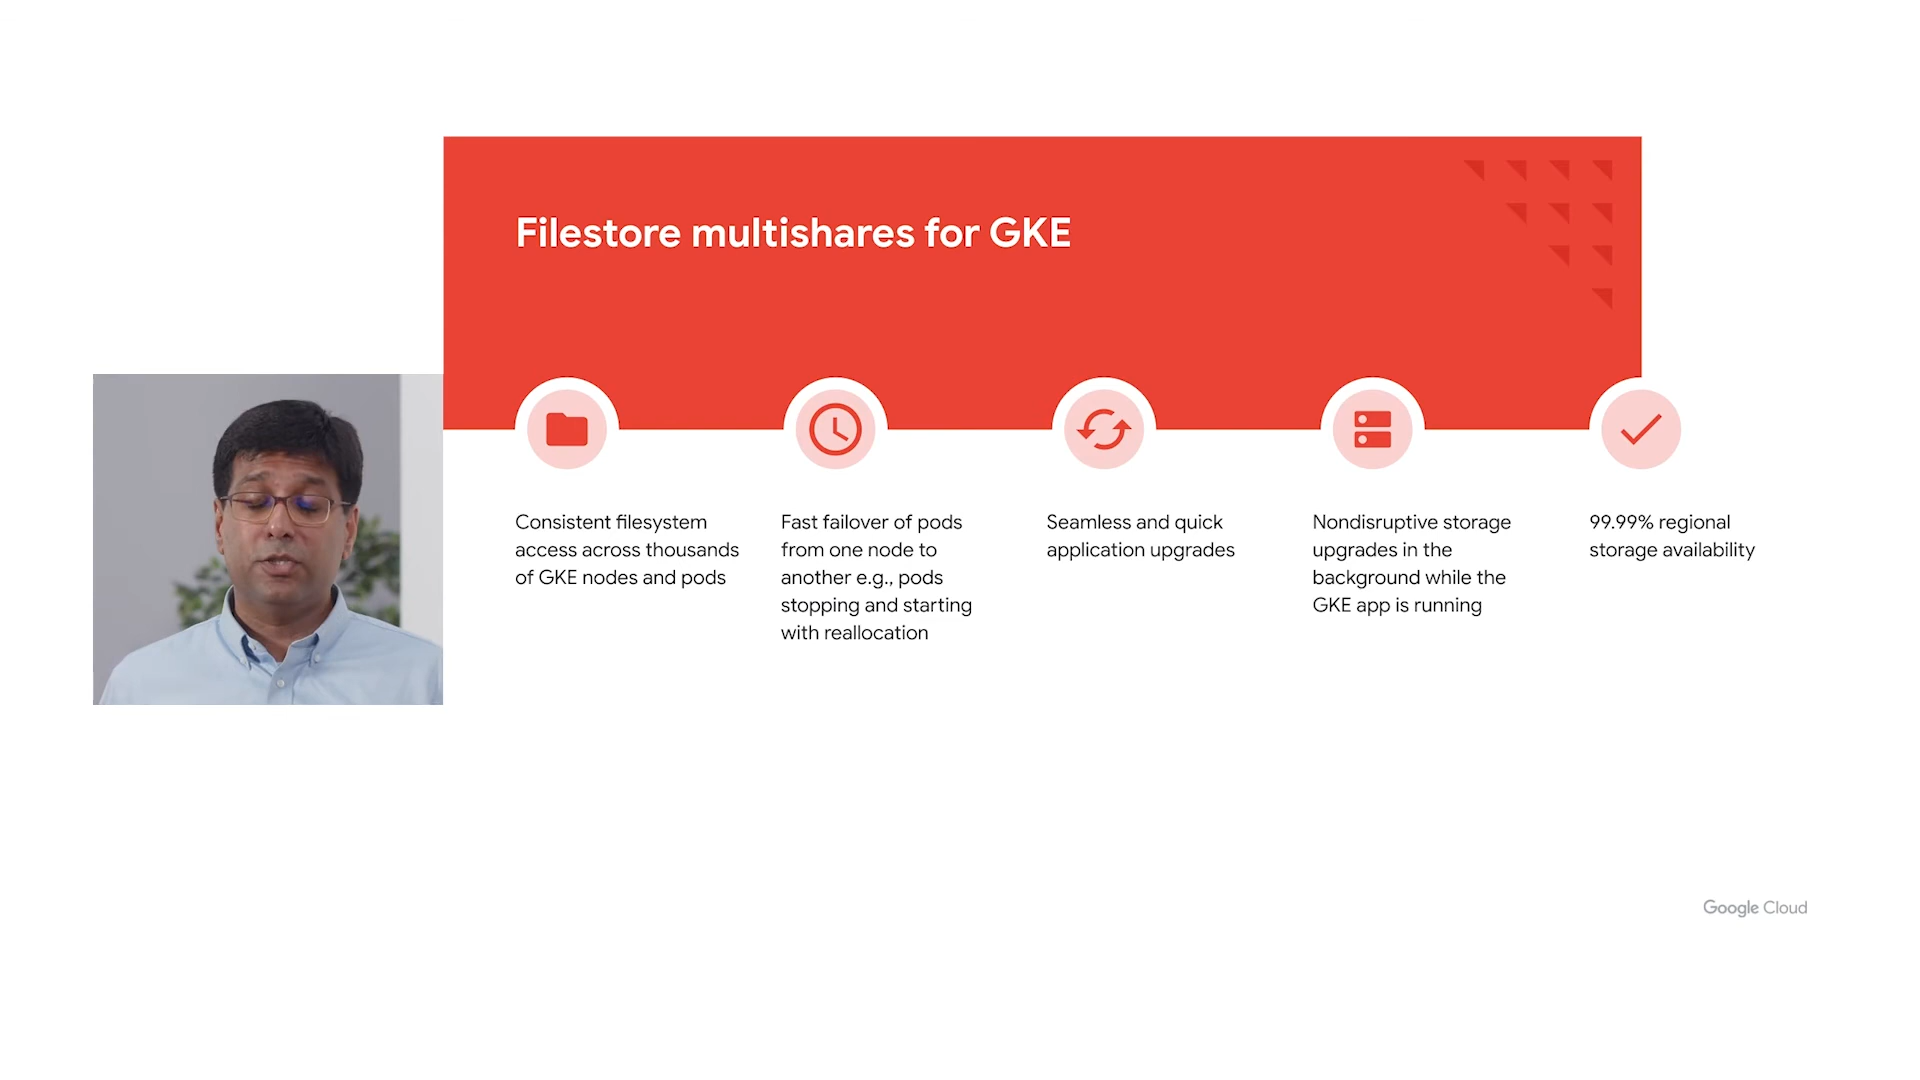 Filestore multishares for GKE
Consistent filesystem
access across thousands
of GKE nodes and pods
Fast failover of pods
from one node to
another e.g., pods
stopping and starting
with reallocation
Seamless and quick
application upgrades
Nondisruptive storage
upgrades in the
background while the
GKE app is running
99.99% regional
storage availability
Google Cloud